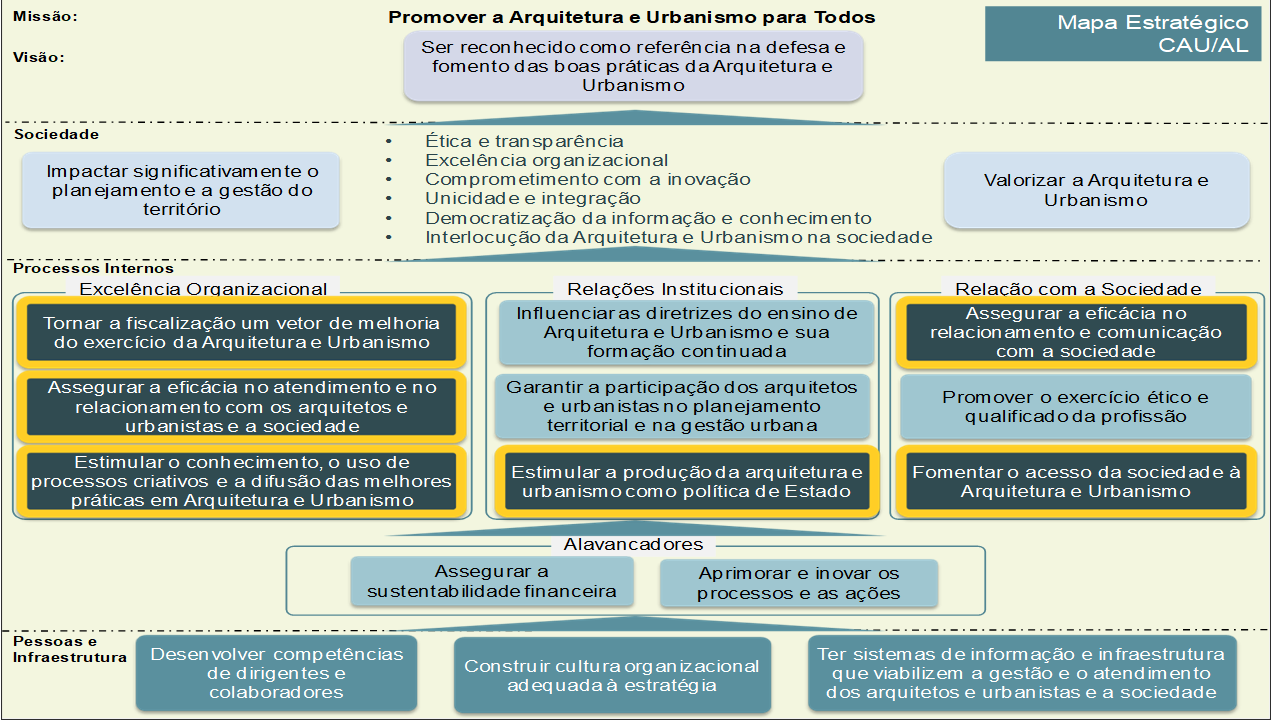 Missão:
Promover a Arquitetura e Urbanismo para Todos
Mapa Estratégico
CAU/AL
Visão:
Ser reconhecido como referência na defesa e
fomento das boas práticas da Arquitetura e
Urbanismo
Sociedade
Impactar significativamente o
planejamento e a gestão do
território
• Ética e transparência
• Excelência organizacional
• Comprometimento com a inovação
• Unicidade e integração
• Democratização da informação e conhecimento
• Interlocução da Arquitetura e Urbanismo na sociedade
Valorizar a Arquitetura e
Urbanismo
Processos Internos
Excelência Organizacional
Tornar a fiscalização um vetor de melhoria
do exercício da Arquitetura e Urbanismo
Assegurar a eficácia no atendimento e no
relacionamento com os arquitetos e
urbanistas e a sociedade
Estimular o conhecimento, o uso de
processos criativos e a difusão das melhores
práticas em Arquitetura e Urbanismo
Relações Institucionais
Influenciar as diretrizes do ensino de
Arquitetura e Urbanismo e sua
formação continuada
Garantir a participação dos arquitetos
e urbanistas no planejamento
territorial e na gestão urbana
Estimular a produção da arquitetura e
urbanismo como política de Estado
Relação com a Sociedade
Assegurar a eficácia no
relacionamento e comunicação
com a sociedade
Promover o exercício ético e
qualificado da profissão
Fomentar o acesso da sociedade à
Arquitetura e Urbanismo
Alavancadores
Assegurar a
sustentabilidade financeira
Aprimorar e inovar os
processos e as ações
Pessoas e
Infraestrutura
Desenvolver competências
de dirigentes e
colaboradores
Construir cultura organizacional
adequada à estratégia
Ter sistemas de informação e infraestrutura
que viabilizem a gestão e o atendimento
dos arquitetos e urbanistas e a sociedade